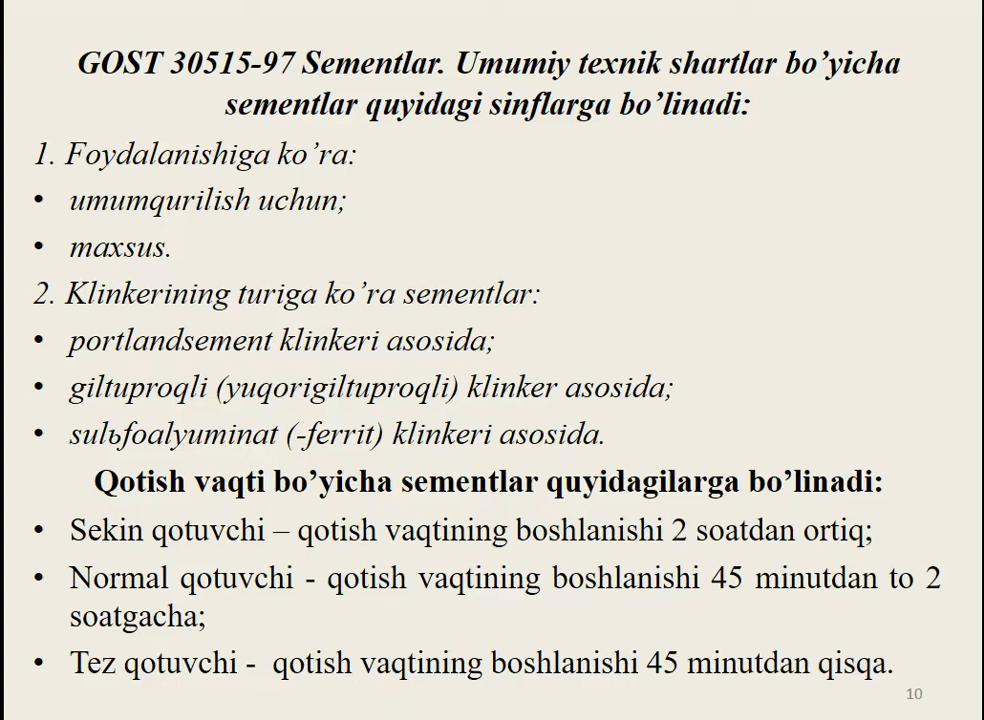 GOST 30515-97 Sementlar. Umumiy texnik shartlar bo’yicha
sementlar quyidagi sinflarga bo’linadi:
1. Foydalanishiga ko’ra:
• umumqurilish uchun;
• maxsus.
2. Klinkerining turiga ko’ra sementlar:
• portlandsement klinkeri asosida;
• giltuproqli (yuqorigiltuproqli) klinker asosida;
• sulьfoalyuminat (-ferrit) klinkeri asosida.
Qotish vaqti bo’yicha sementlar quyidagilarga bo’linadi:
• Sekin qotuvchi – qotish vaqtining boshlanishi 2 soatdan ortiq;
• Normal qotuvchi - qotish vaqtining boshlanishi 45 minutdan to 2
soatgacha;
• Tez qotuvchi - qotish vaqtining boshlanishi 45 minutdan qisqa.
10